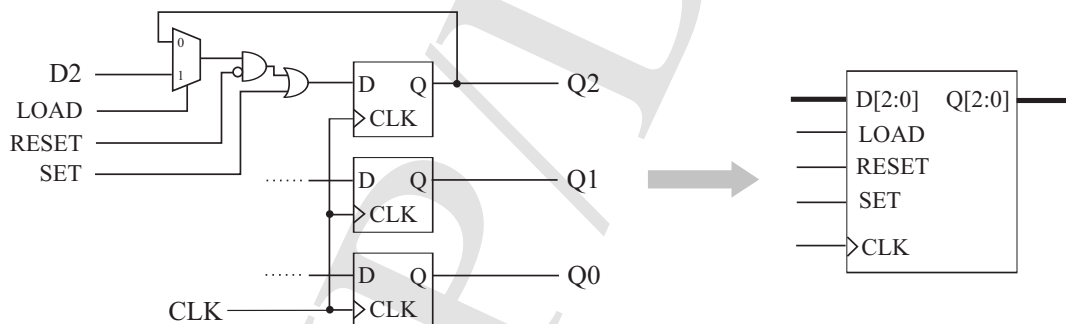 0
D2
1
D Q
Q2
LOAD
CLK
RESET
SET
...... D Q
Q1
CLK
...... D Q
Q0
CLK
CLK
D[2:0] Q[2:0]
LOAD
RESET
SET
CLK